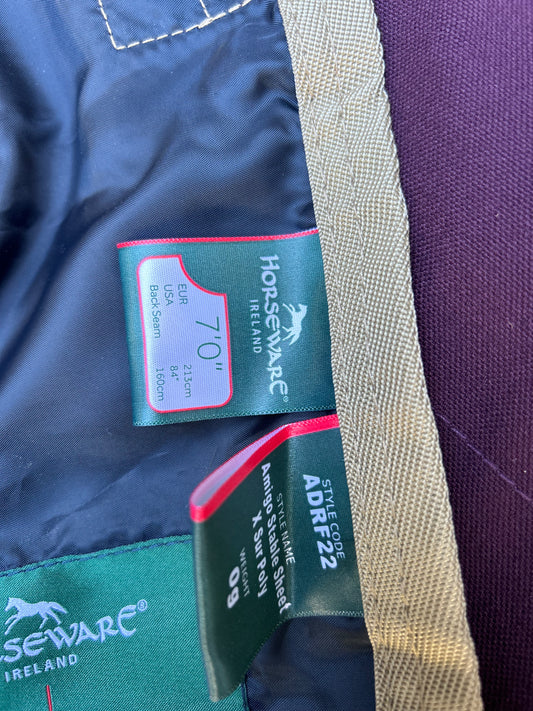 HORSEWARE®
IRELAND
7'0"
EUR 213cm
USA 84"
Back Seam 160cm
STYLE CODE
ADRF22
STYLE NAME
Amigo Stable Sheet
X Sur Poly
WEIGHT
0g
HORSEWARE®
IRELAND